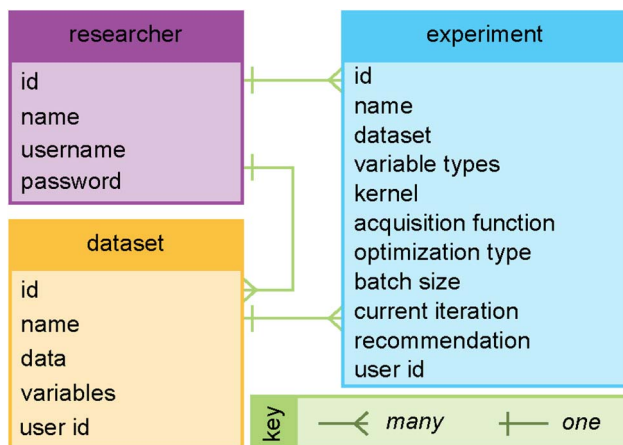 researcher
id
name
username
password
experiment
id
name
dataset
variable types
kernel
acquisition function
optimization type
batch size
current iteration
recommendation
user id
dataset
id
name
data
variables
user id
key
many
one